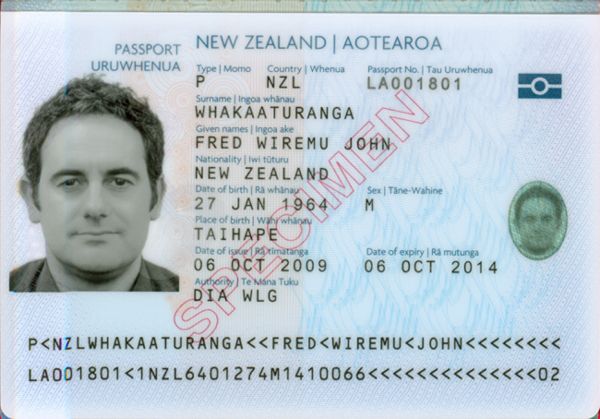 PASSPORT
URUWHENUA
NEW ZEALAND | AOTEAROA
Type | Momo Country | Whenua Passport No. | Tau Uruwhenua
P NZL LA001801
Surname | Ingoa whānau
WHAKAATURANGA
Given names | Ingoa ake
FRED WIREMU JOHN
Nationality | Iwi tūturu
NEW ZEALAND
Date of birth | Rā whānau Sex | Tāne-Wahine
27 JAN 1964 M
Place of birth | Wāhi whānau
TAIHAPE
Date of issue | Rā timatanga Date of expiry | Rā mutunga
06 OCT 2009 06 OCT 2014
Authority | Te Mana Tuku
DIA WLG
SPECIMEN
P<NZLWHAKAATURANGA<<FRED<WIREMU<JOHN<<<<<<<<
LA001801<1NZL6401274M1410066<<<<<<<<<<<<<<02